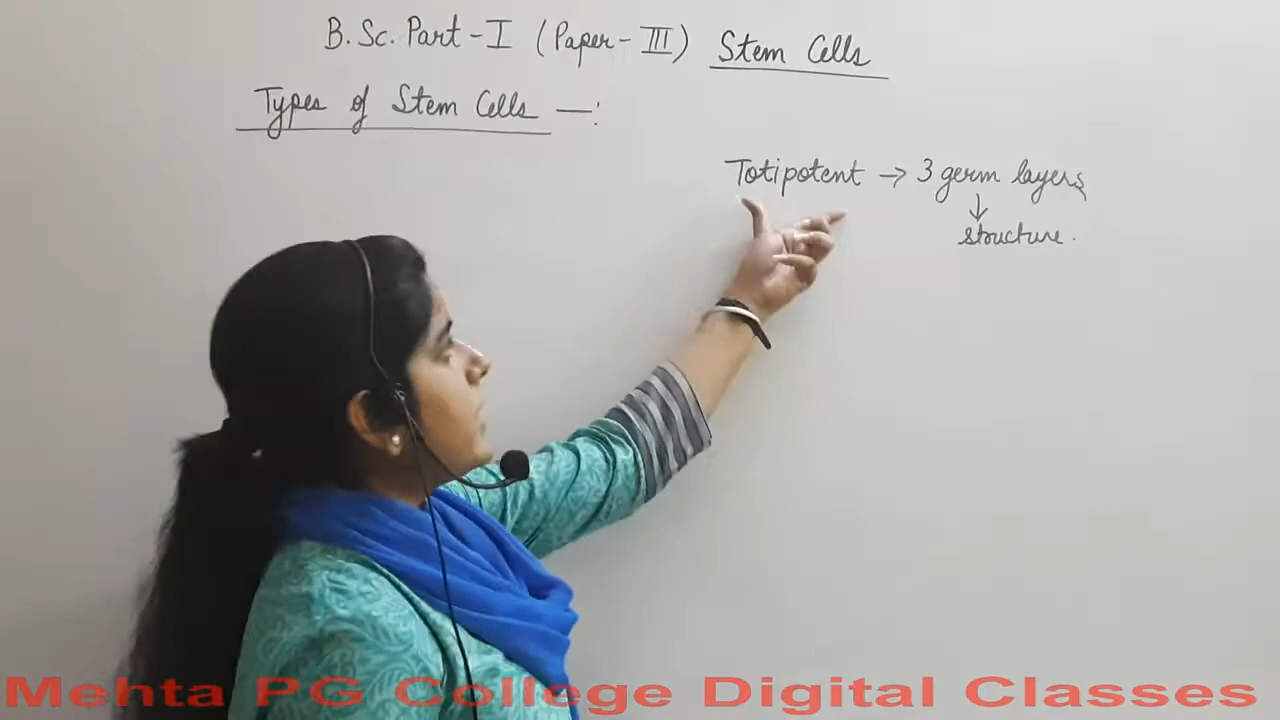 B.Sc. Part-I (Paper-III) Stem Cells
Types of Stem Cells —:
Totipotent → 3 germ layers
↓
structure.
Mehta PG College Digital Classes